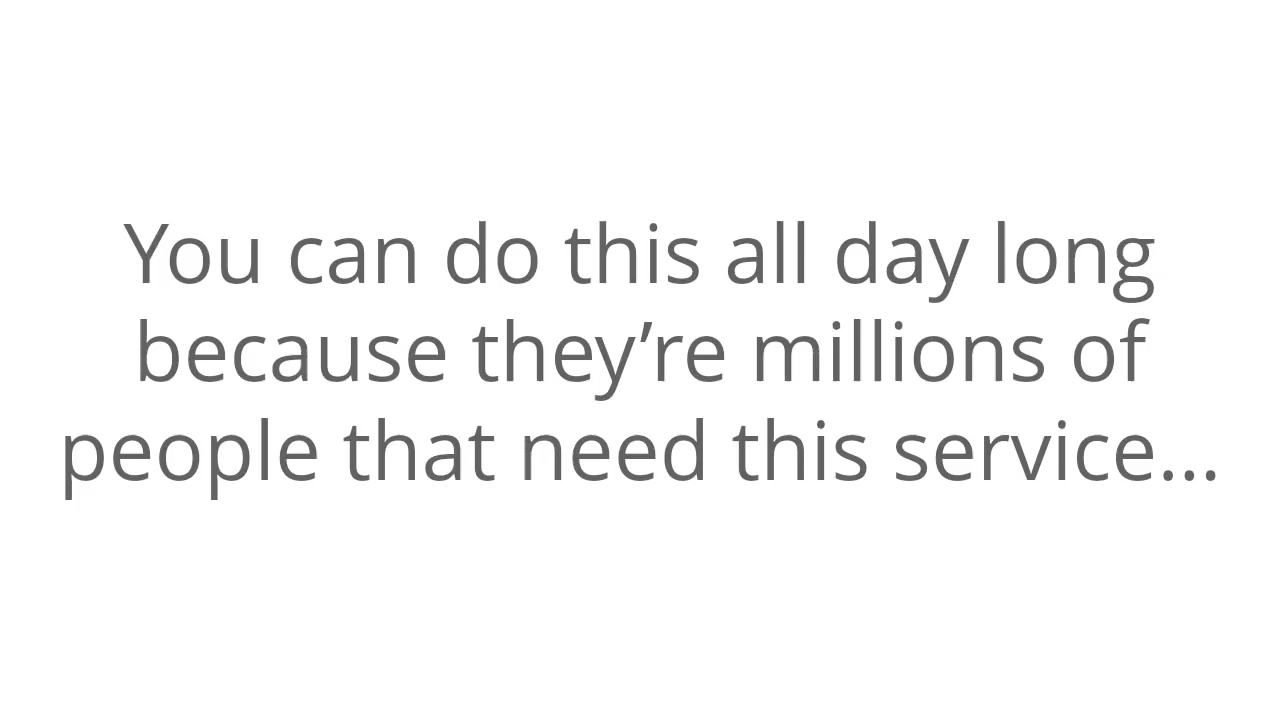 You can do this all day long
because they’re millions of
people that need this service...